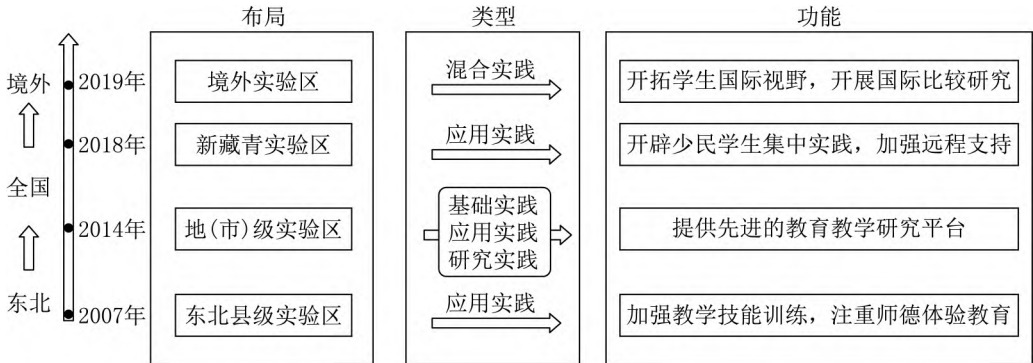 布局
类型
功能
境外
2019年
境外实验区
混合实践
开拓学生国际视野，开展国际比较研究
2018年
新藏青实验区
应用实践
开辟少民学生集中实践，加强远程支持
全国
2014年
地(市)级实验区
基础实践
应用实践
研究实践
提供先进的教育教学研究平台
东北
2007年
东北县级实验区
应用实践
加强教学技能训练，注重师德体验教育